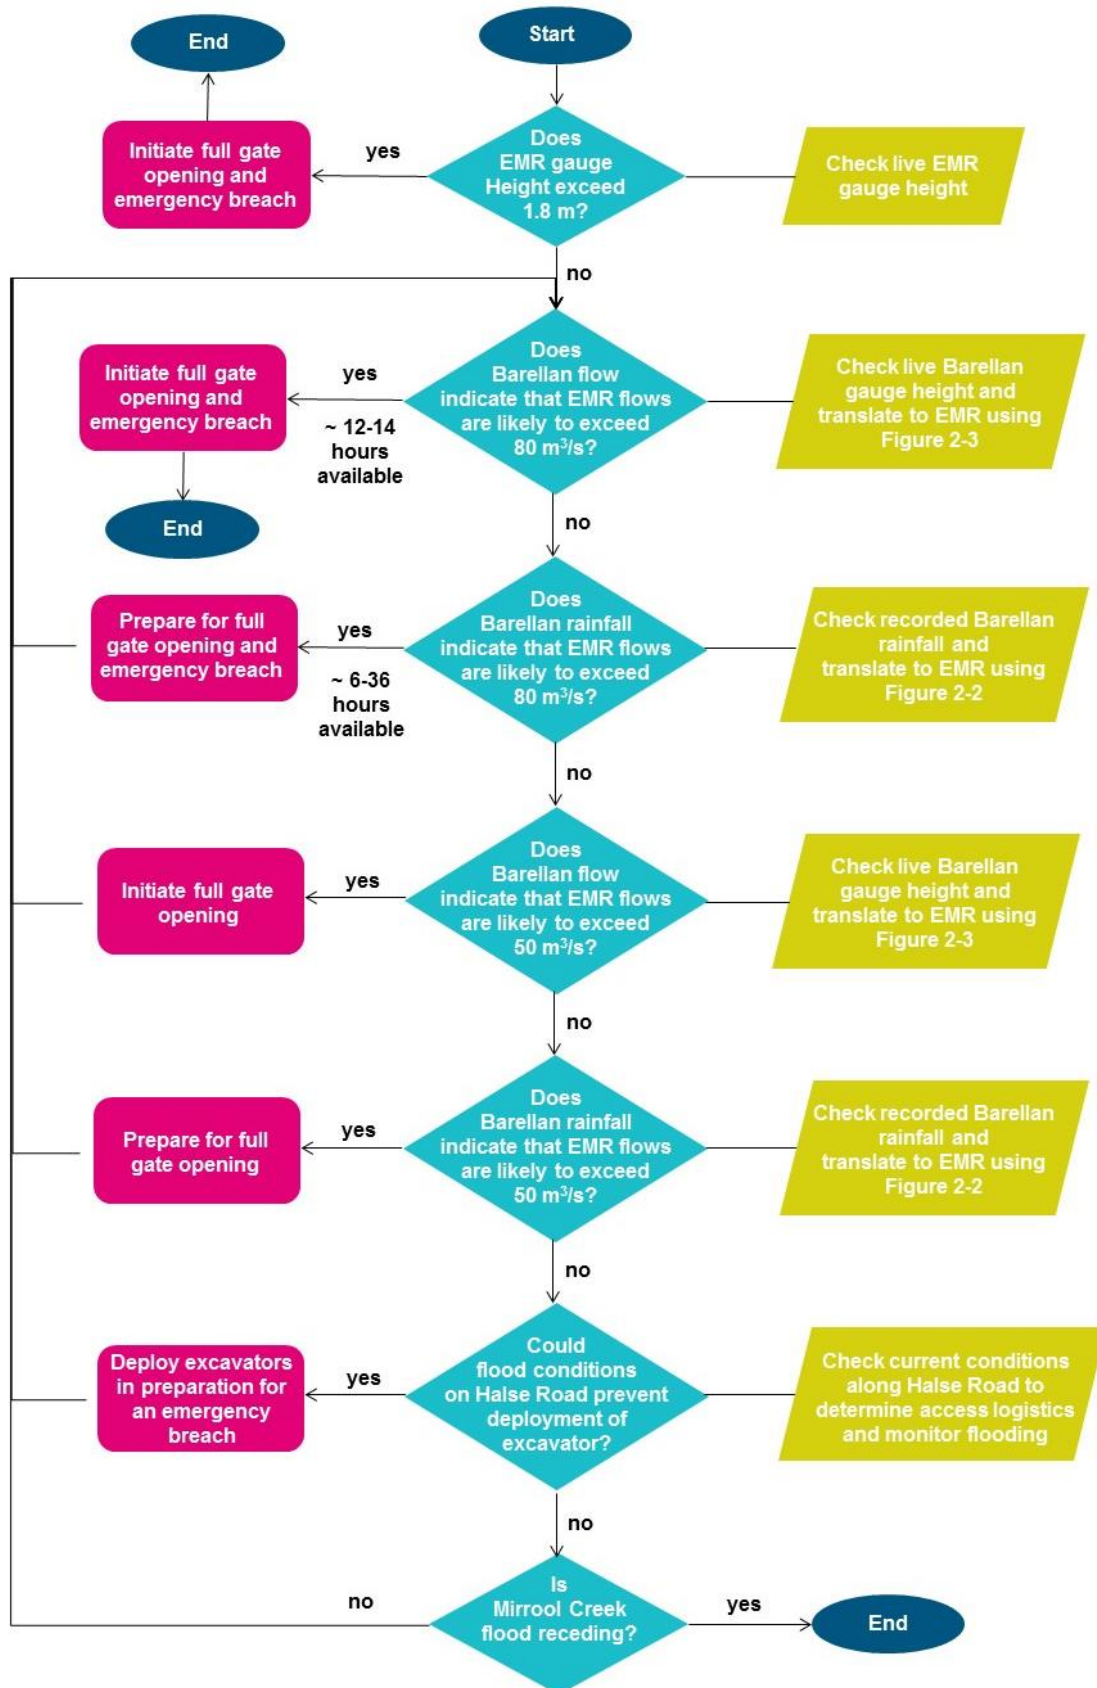 End
Start
Does
EMR gauge
Height exceed
1.8 m?
yes
Initiate full gate
opening and
emergency breach
Check live EMR
gauge height
no
Does
Barellan flow
indicate that EMR flows
are likely to exceed
80 m³/s?
yes
~ 12-14
hours
available
Initiate full gate
opening and
emergency breach
End
Check live Barellan
gauge height and
translate to EMR using
Figure 2-3
no
Does
Barellan rainfall
indicate that EMR flows
are likely to exceed
80 m³/s?
yes
~ 6-36
hours
available
Prepare for full
gate opening and
emergency breach
Check recorded Barellan
rainfall and
translate to EMR using
Figure 2-2
no
Does
Barellan flow
indicate that EMR flows
are likely to exceed
50 m³/s?
yes
Initiate full gate
opening
Check live Barellan
gauge height and
translate to EMR using
Figure 2-3
no
Does
Barellan rainfall
indicate that EMR flows
are likely to exceed
50 m³/s?
yes
Prepare for full
gate opening
Check recorded Barellan
rainfall and
translate to EMR using
Figure 2-2
no
Could
flood conditions
on Halse Road prevent
deployment of
excavator?
yes
Deploy excavators
in preparation for
an emergency
breach
Check current conditions
along Halse Road to
determine access logistics
and monitor flooding
no
Is
Mirrool Creek
flood receding?
no
yes
End